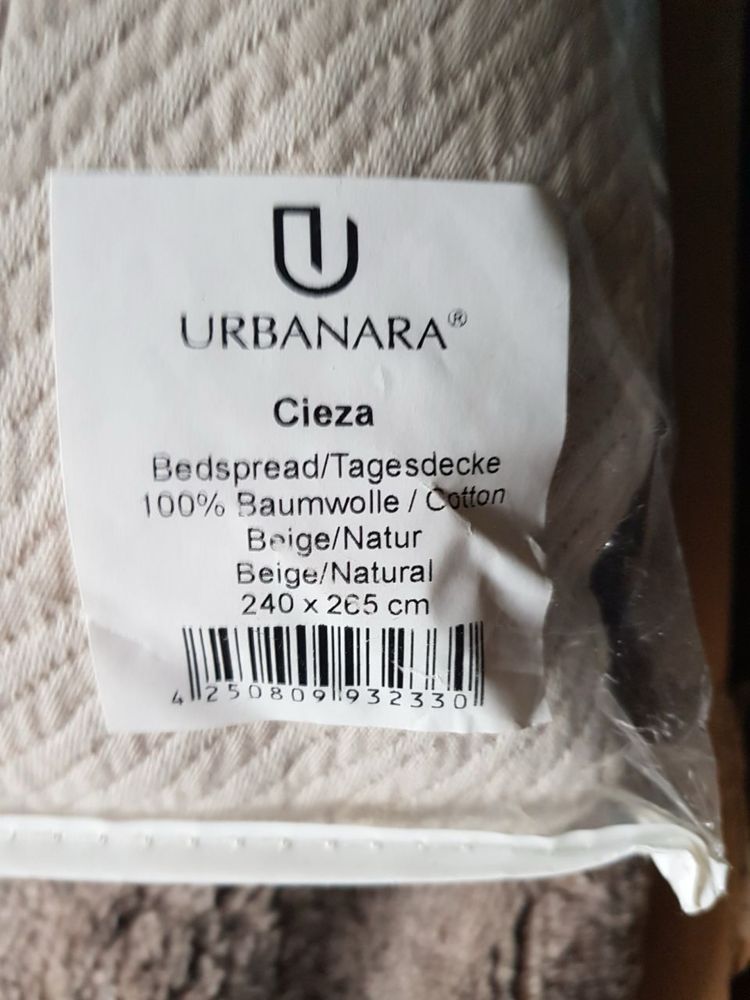 URBANARA®
Cieza
Bedspread/Tagesdecke
100% Baumwolle / Cotton
Beige/Natur
Beige/Natural
240 x 265 cm
4 250809 932330